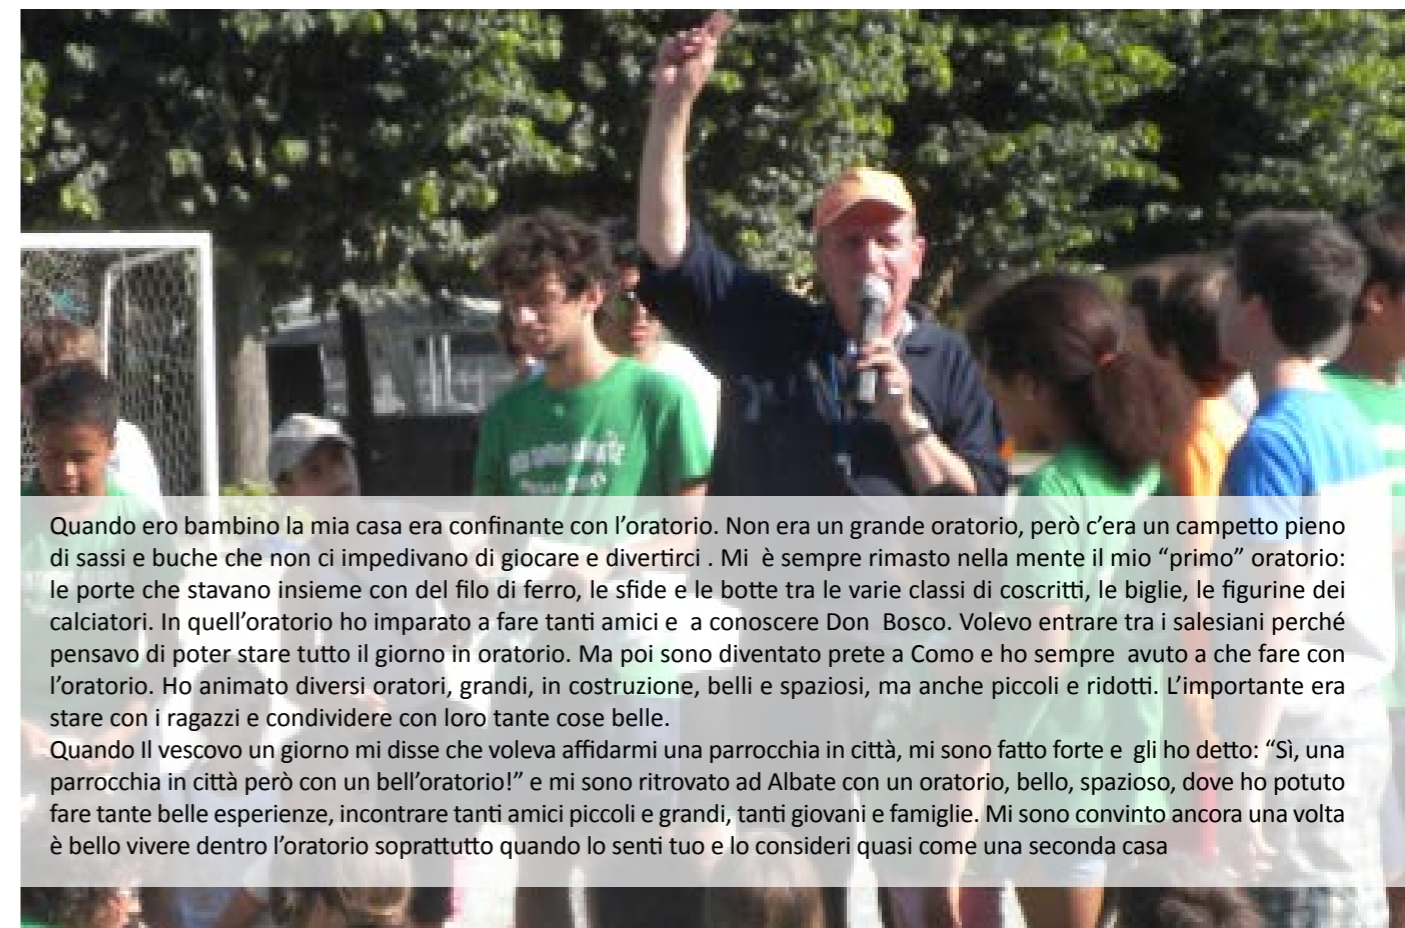 Quando ero bambino la mia casa era confinante con l’oratorio. Non era un grande oratorio, però c’era un campetto pieno
di sassi e buche che non ci impedivano di giocare e divertirci . Mi  è sempre rimasto nella mente il mio “primo” oratorio:
le porte che stavano insieme con del filo di ferro, le sfide e le botte tra le varie classi di coscritti, le biglie, le figurine dei
calciatori. In quell’oratorio ho imparato a fare tanti amici e  a conoscere Don  Bosco. Volevo entrare tra i salesiani perché
pensavo di poter stare tutto il giorno in oratorio. Ma poi sono diventato prete a Como e ho sempre  avuto a che fare con
l’oratorio. Ho animato diversi oratori, grandi, in costruzione, belli e spaziosi, ma anche piccoli e ridotti. L’importante era
stare con i ragazzi e condividere con loro tante cose belle.
Quando Il vescovo un giorno mi disse che voleva affidarmi una parrocchia in città, mi sono fatto forte e  gli ho detto: “Sì, una
parrocchia in città però con un bell’oratorio!” e mi sono ritrovato ad Albate con un oratorio, bello, spazioso, dove ho potuto
fare tante belle esperienze, incontrare tanti amici piccoli e grandi, tanti giovani e famiglie. Mi sono convinto ancora una volta
è bello vivere dentro l’oratorio soprattutto quando lo senti tuo e lo consideri quasi come una seconda casa